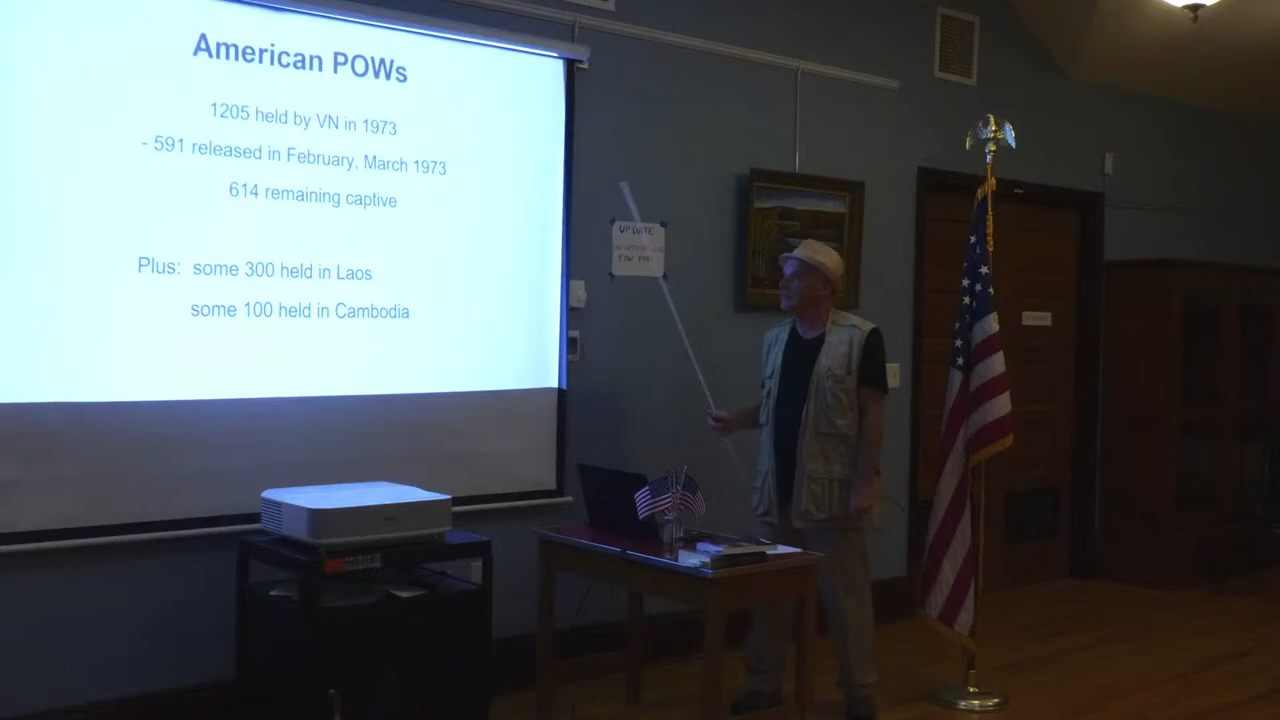 American POWs
1205 held by VN in 1973
- 591 released in February, March 1973
614 remaining captive
Plus: some 300 held in Laos
some 100 held in Cambodia
UPDATE
POW